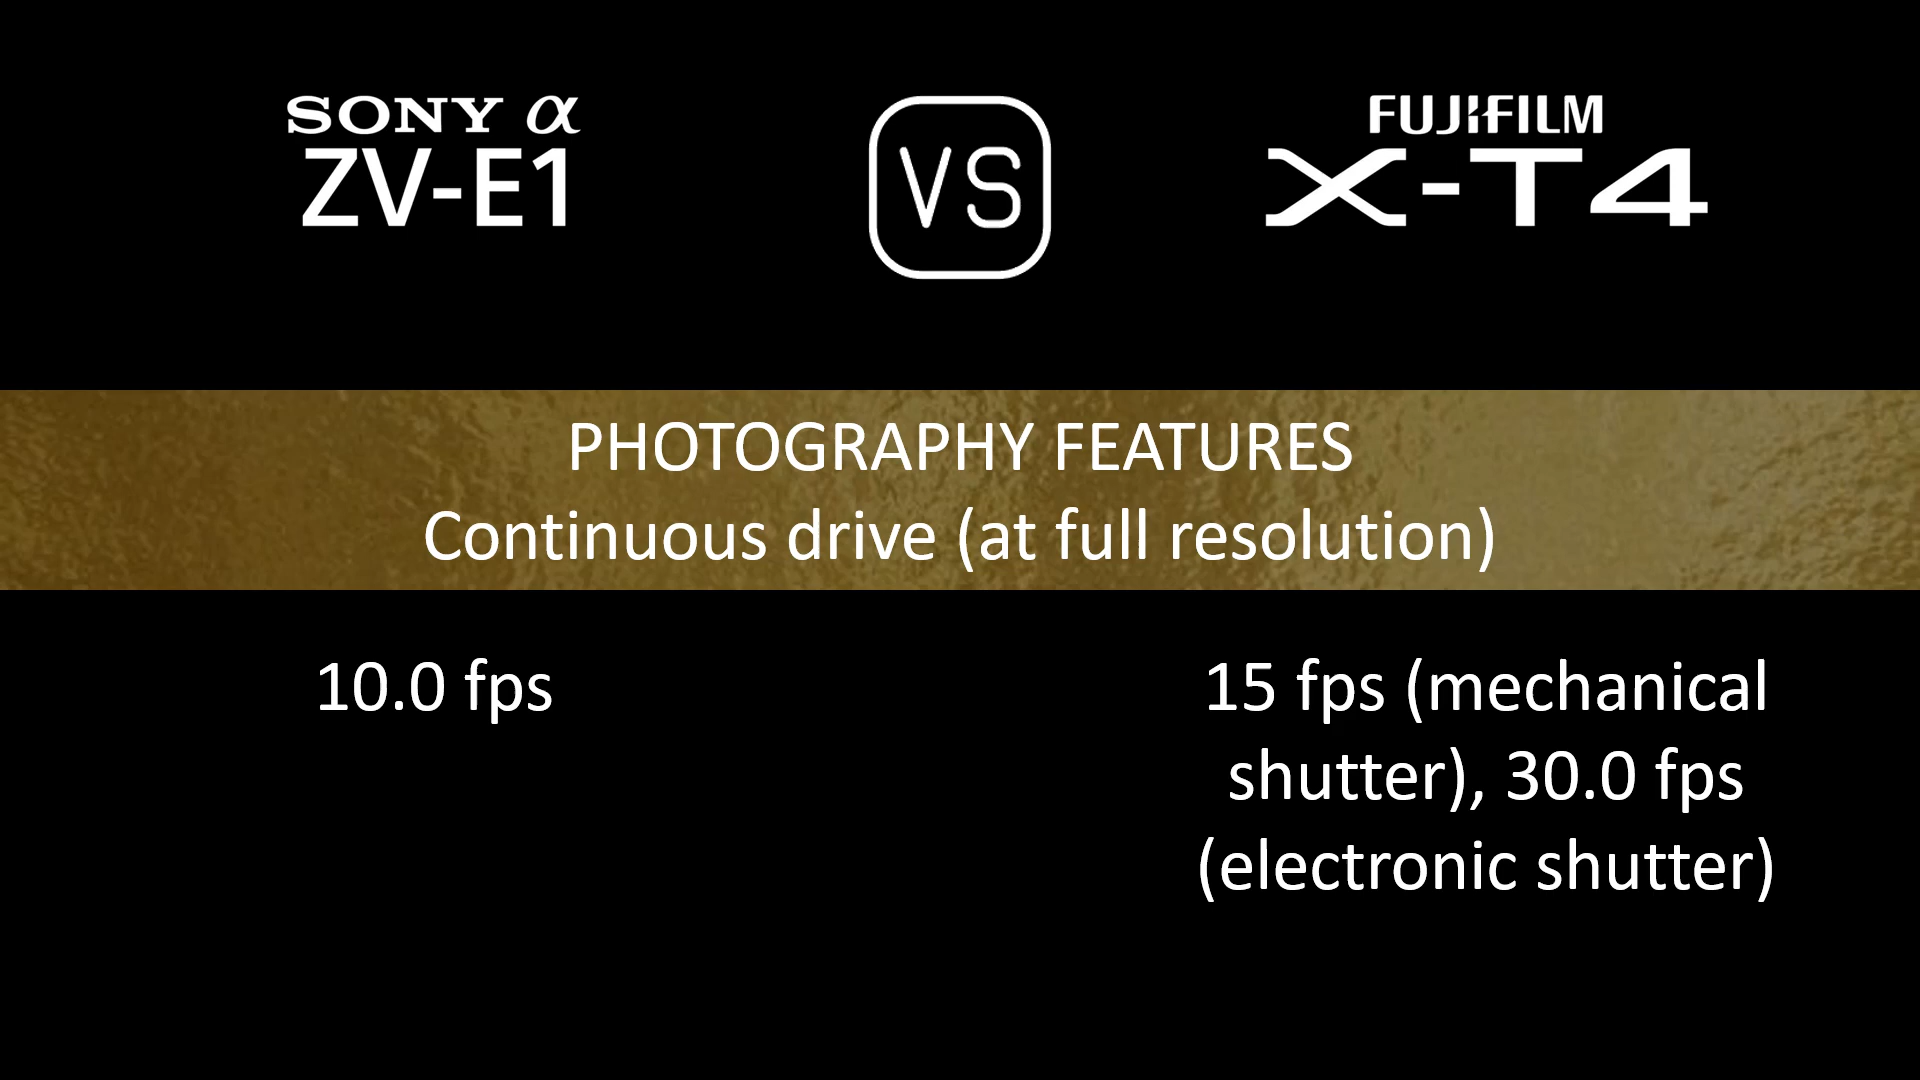 SONY α
ZV-E1
VS
FUJIFILM
X-T4
PHOTOGRAPHY FEATURES
Continuous drive (at full resolution)
10.0 fps
15 fps (mechanical
shutter), 30.0 fps
(electronic shutter)